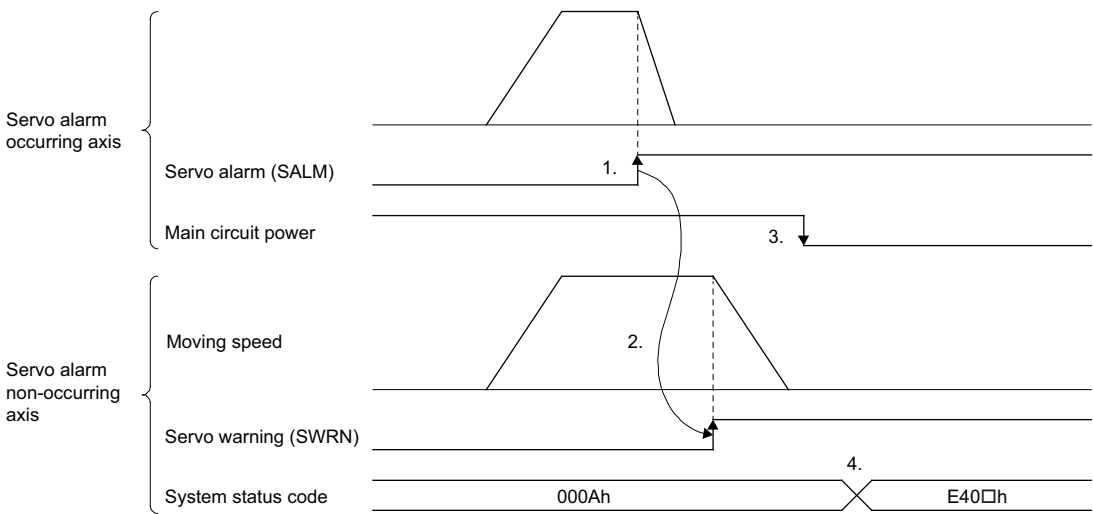 Servo alarm
occurring axis
Servo alarm (SALM)
1.
Main circuit power
3.
Moving speed
2.
Servo alarm
non-occurring
axis
Servo warning (SWRN)
4.
System status code
000Ah
E40□h